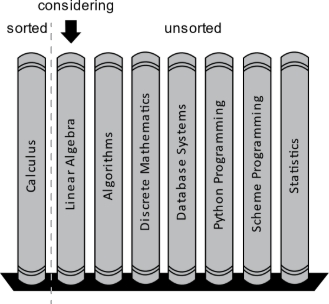 considering
sorted
unsorted
Calculus
Linear Algebra
Algorithms
Discrete Mathematics
Database Systems
Python Programming
Scheme Programming
Statistics